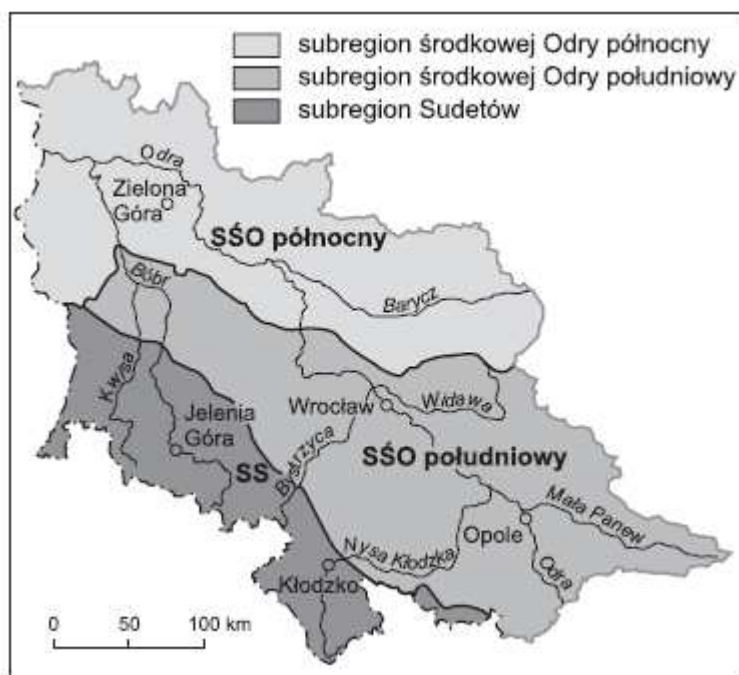 subregion środkowej Odry północny
subregion środkowej Odry południowy
subregion Sudetów
Odra
Zielona
Góra
SŚO północny
Bóbr
Barycz
Kwisa
Widawa
Wrocław
Jelenia
Góra
Bystrzyca
SŚO południowy
SS
Mała Panew
Opole
Nysa Kłodzka
Odra
Kłodzko
0 50 100 km